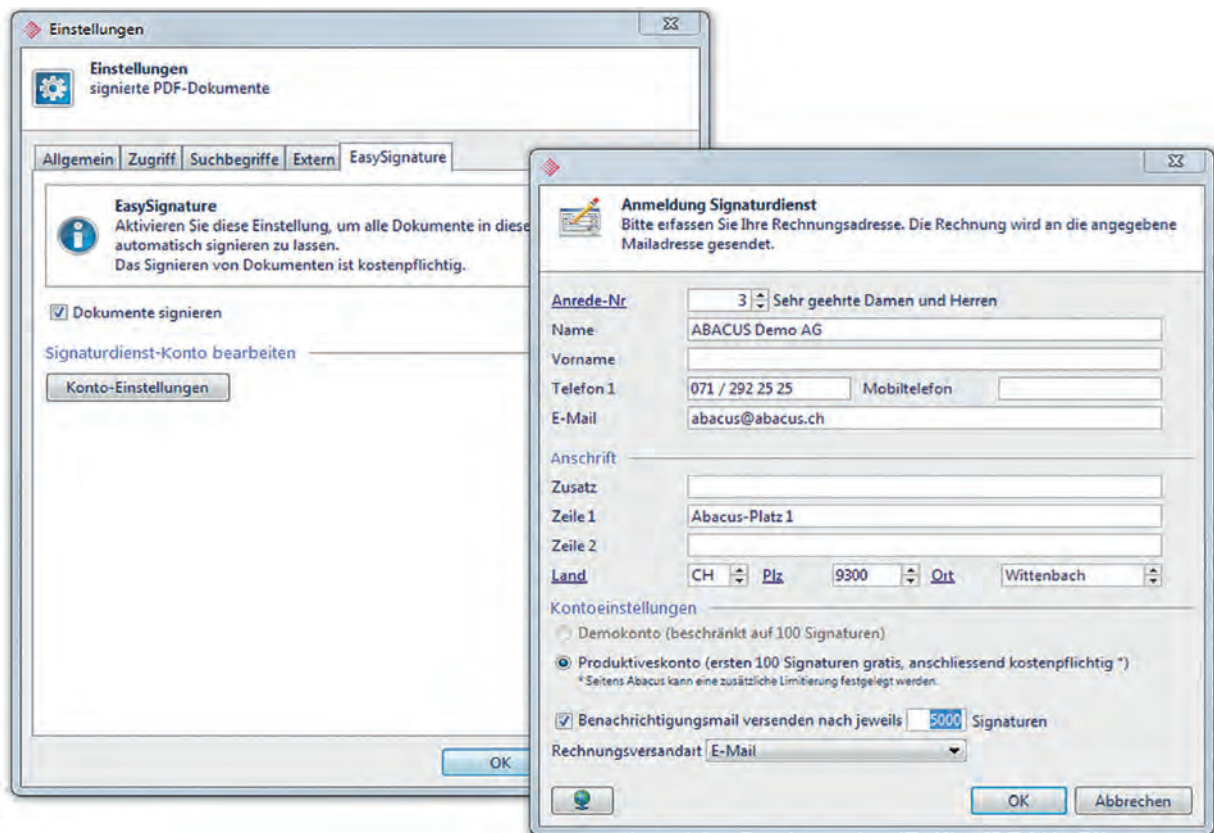 Einstellungen
Einstellungen
signierte PDF-Dokumente
Allgemein Zugriff Suchbegriffe Extern EasySignature
EasySignature
Aktivieren Sie diese Einstellung, um alle Dokumente in diese
automatisch signieren zu lassen.
Das Signieren von Dokumenten ist kostenpflichtig.
Dokumente signieren
Signaturdienst-Konto bearbeiten
Konto-Einstellungen
OK
Anmeldung Signaturdienst
Bitte erfassen Sie Ihre Rechnungsadresse. Die Rechnung wird an die angegebene
Mailadresse gesendet.
Anrede-Nr 3 Sehr geehrte Damen und Herren
Name ABACUS Demo AG
Vorname
Telefon 1 071 / 292 25 25 Mobiltelefon
E-Mail abacus@abacus.ch
Anschrift
Zusatz
Zeile 1 Abacus-Platz 1
Zeile 2
Land CH Plz 9300 Ort Wittenbach
Kontoeinstellungen
Demokonto (beschränkt auf 100 Signaturen)
Produktiveskonto (ersten 100 Signaturen gratis, anschliessend kostenpflichtig *)
* Seitens Abacus kann eine zusätzliche Limitierung festgelegt werden.
Benachrichtigungsmail versenden nach jeweils 5000 Signaturen
Rechnungsversandart E-Mail
OK Abbrechen